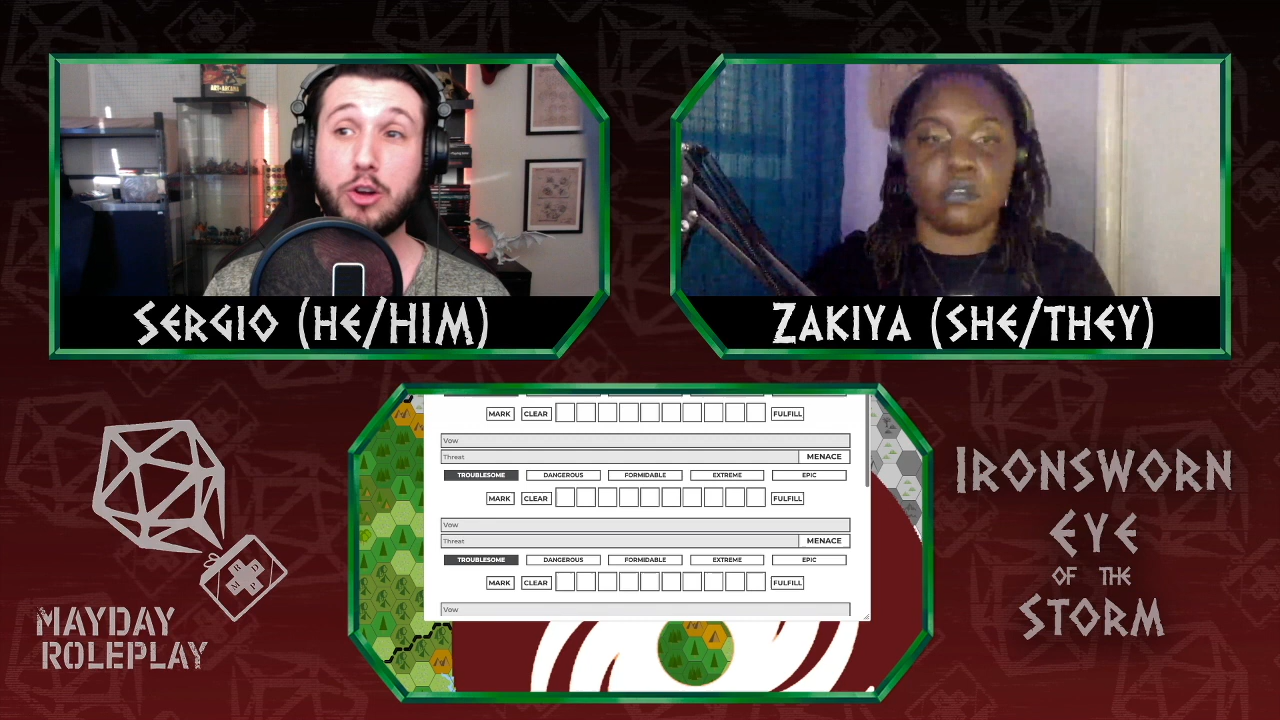 SERGIO (HE/HIM)
ZAKIYA (SHE/THEY)
MARK CLEAR FULFILL
Vow
Threat MENACE
TROUBLESOME DANGEROUS FORMIDABLE EXTREME EPIC
MARK CLEAR FULFILL
Vow
Threat MENACE
TROUBLESOME DANGEROUS FORMIDABLE EXTREME EPIC
MARK CLEAR FULFILL
Vow
MAYDAY
ROLEPLAY
IRONSWORN
EYE
OF THE
STORM